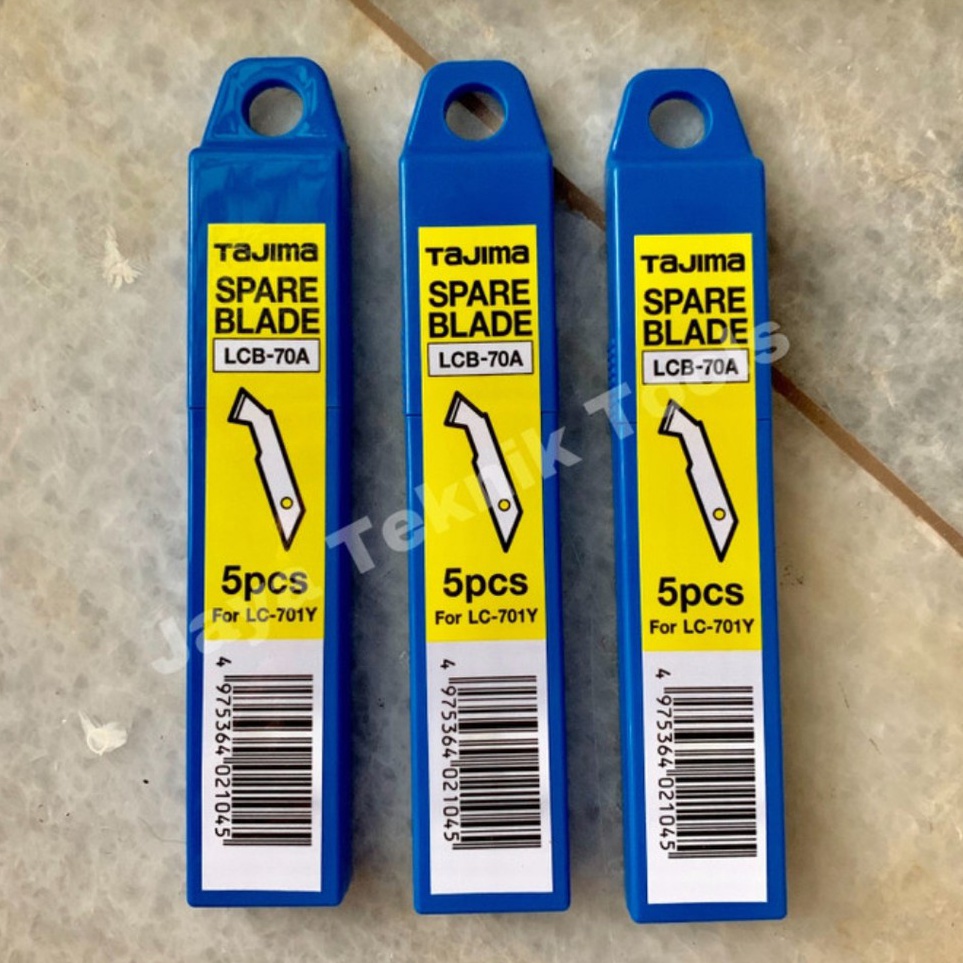 TaJima
SPARE
BLADE
LCB-70A
5pcs
For LC-701Y
4 975364 021045
TaJima
SPARE
BLADE
LCB-70A
5pcs
For LC-701Y
4 975364 021045
TaJima
SPARE
BLADE
LCB-70A
5pcs
For LC-701Y
4 975364 021045
Jaya Teknik Tools